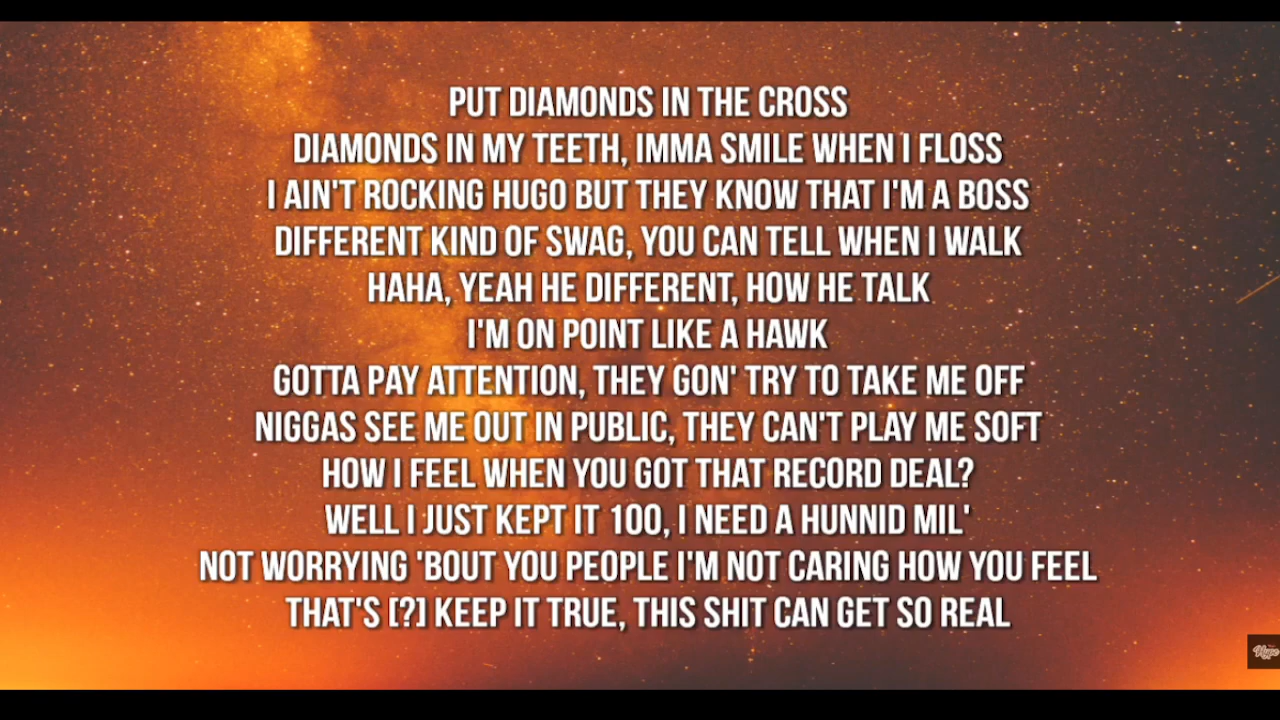 PUT DIAMONDS IN THE CROSS
DIAMONDS IN MY TEETH, IMMA SMILE WHEN I FLOSS
I AIN'T ROCKING HUGO BUT THEY KNOW THAT I'M A BOSS
DIFFERENT KIND OF SWAG, YOU CAN TELL WHEN I WALK
HAHA, YEAH HE DIFFERENT, HOW HE TALK
I'M ON POINT LIKE A HAWK
GOTTA PAY ATTENTION, THEY GON' TRY TO TAKE ME OFF
NIGGAS SEE ME OUT IN PUBLIC, THEY CAN'T PLAY ME SOFT
HOW I FEEL WHEN YOU GOT THAT RECORD DEAL?
WELL I JUST KEPT IT 100, I NEED A HUNNID MIL'
NOT WORRYING 'BOUT YOU PEOPLE I'M NOT CARING HOW YOU FEEL
THAT'S [?] KEEP IT TRUE, THIS SHIT CAN GET SO REAL
Hype